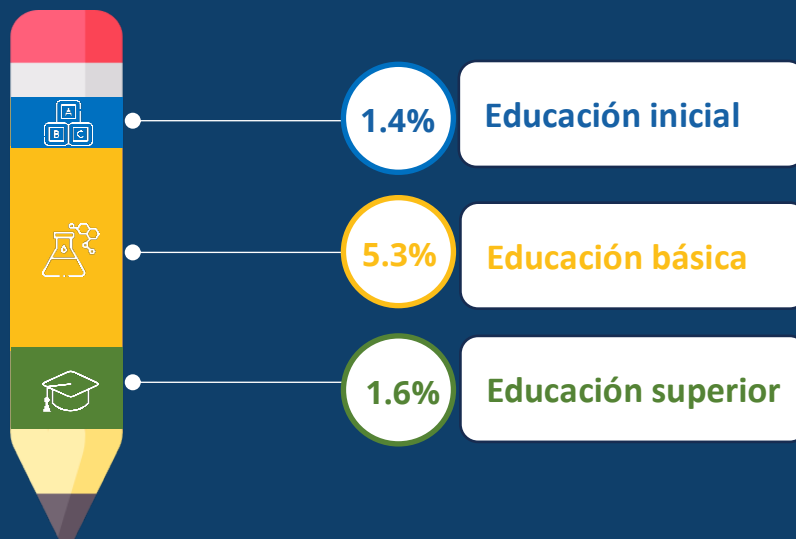 A
B C
1.4%
Educación inicial
5.3%
Educación básica
1.6%
Educación superior